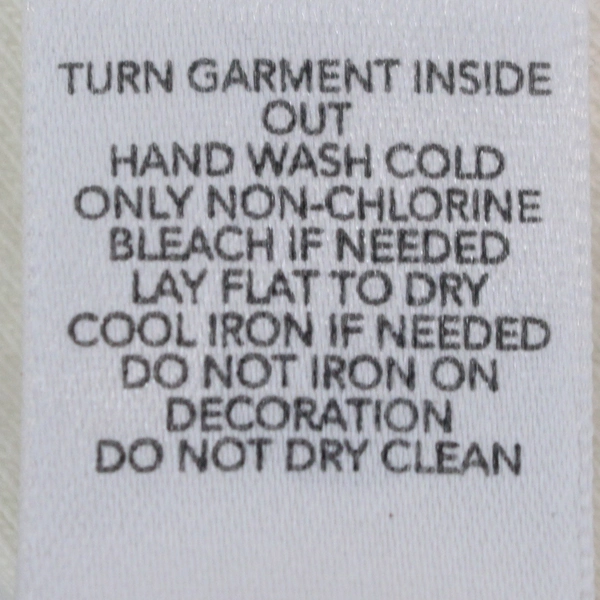 TURN GARMENT INSIDE
OUT
HAND WASH COLD
ONLY NON-CHLORINE
BLEACH IF NEEDED
LAY FLAT TO DRY
COOL IRON IF NEEDED
DO NOT IRON ON
DECORATION
DO NOT DRY CLEAN